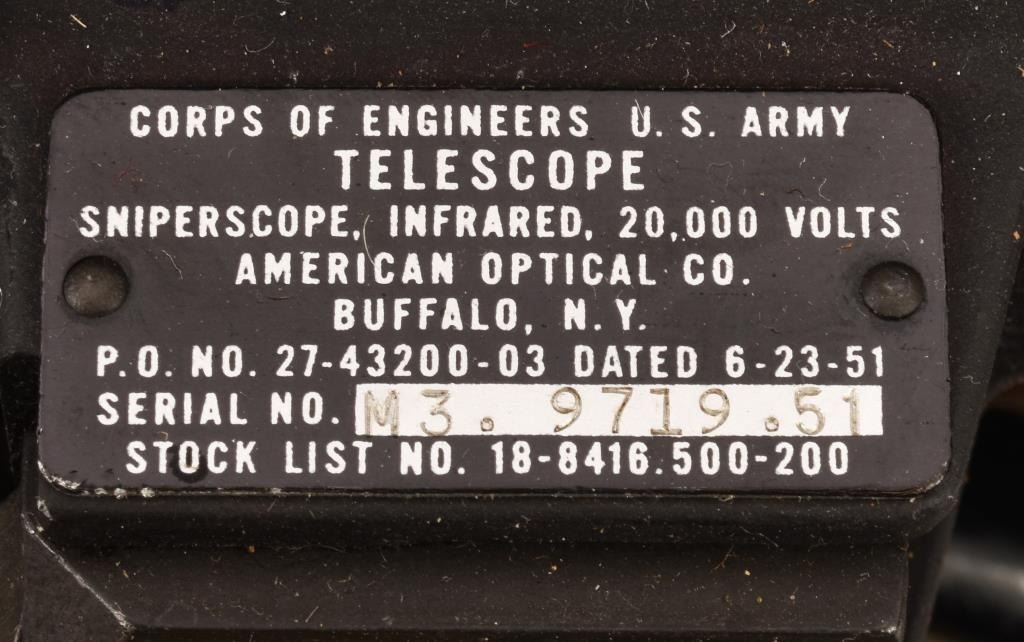 CORPS OF ENGINEERS U. S. ARMY
TELESCOPE
SNIPERSCOPE, INFRARED, 20,000 VOLTS
AMERICAN OPTICAL CO.
BUFFALO, N. Y.
P. O. NO. 27-43200-03 DATED 6-23-51
SERIAL NO. M3. 9719.51
STOCK LIST NO. 18-8416.500-200